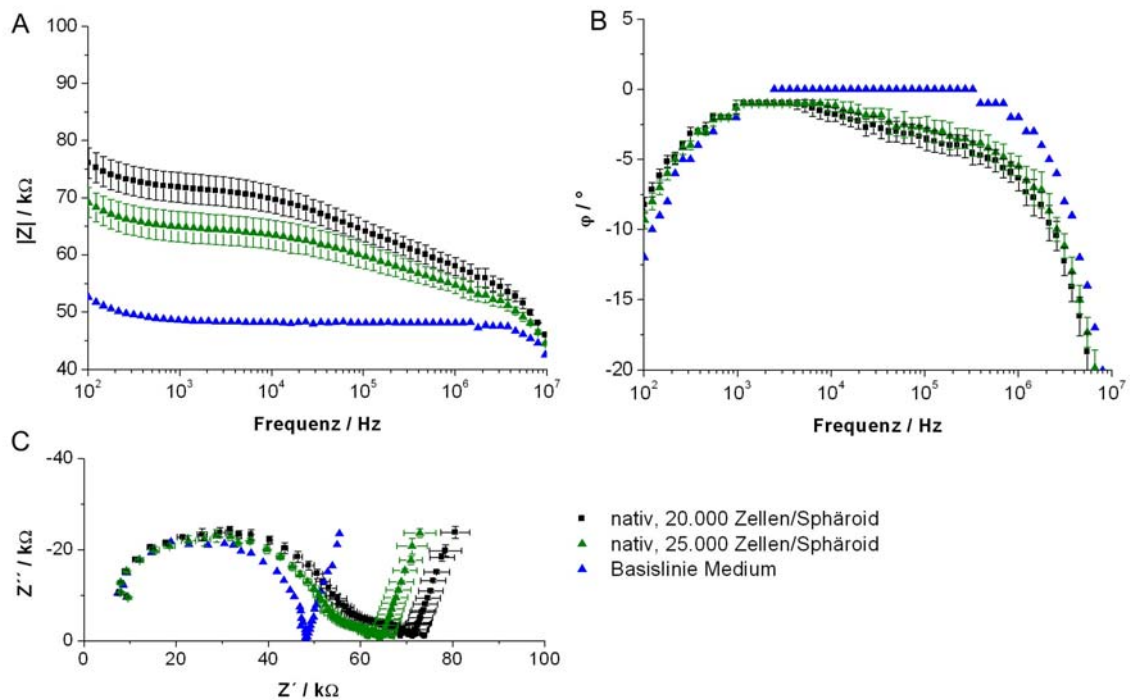 A
100
90
80
70
60
50
40
|Z| / kΩ
10² 10³ 10⁴ 10⁵ 10⁶ 10⁷
Frequenz / Hz
B
5
0
-5
-10
-15
-20
φ / °
10² 10³ 10⁴ 10⁵ 10⁶ 10⁷
Frequenz / Hz
C
-40
-20
0
Z´´ / kΩ
0 20 40 60 80 100
Z´ / kΩ
nativ, 20.000 Zellen/Sphäroid
nativ, 25.000 Zellen/Sphäroid
Basislinie Medium